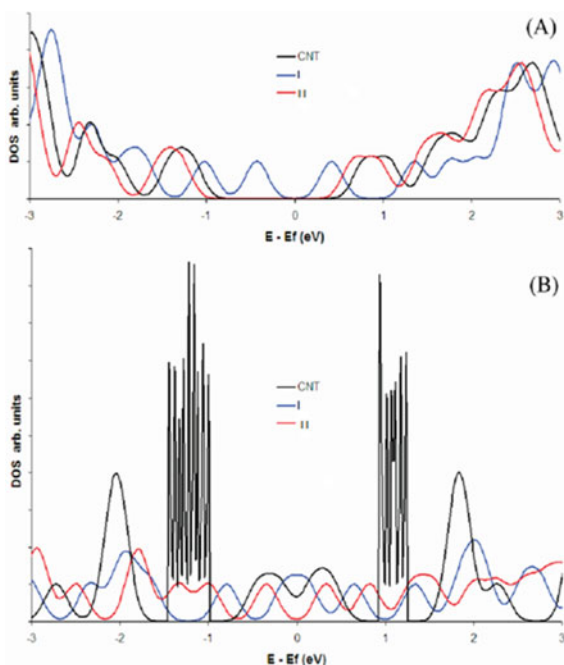 (A)
DOS arb. units
CNT
I
II
-3 -2 -1 0 1 2 3
E - Ef (eV)
(B)
DOS arb. units
CNT
I
II
-3 -2 -1 0 1 2 3
E - Ef (eV)